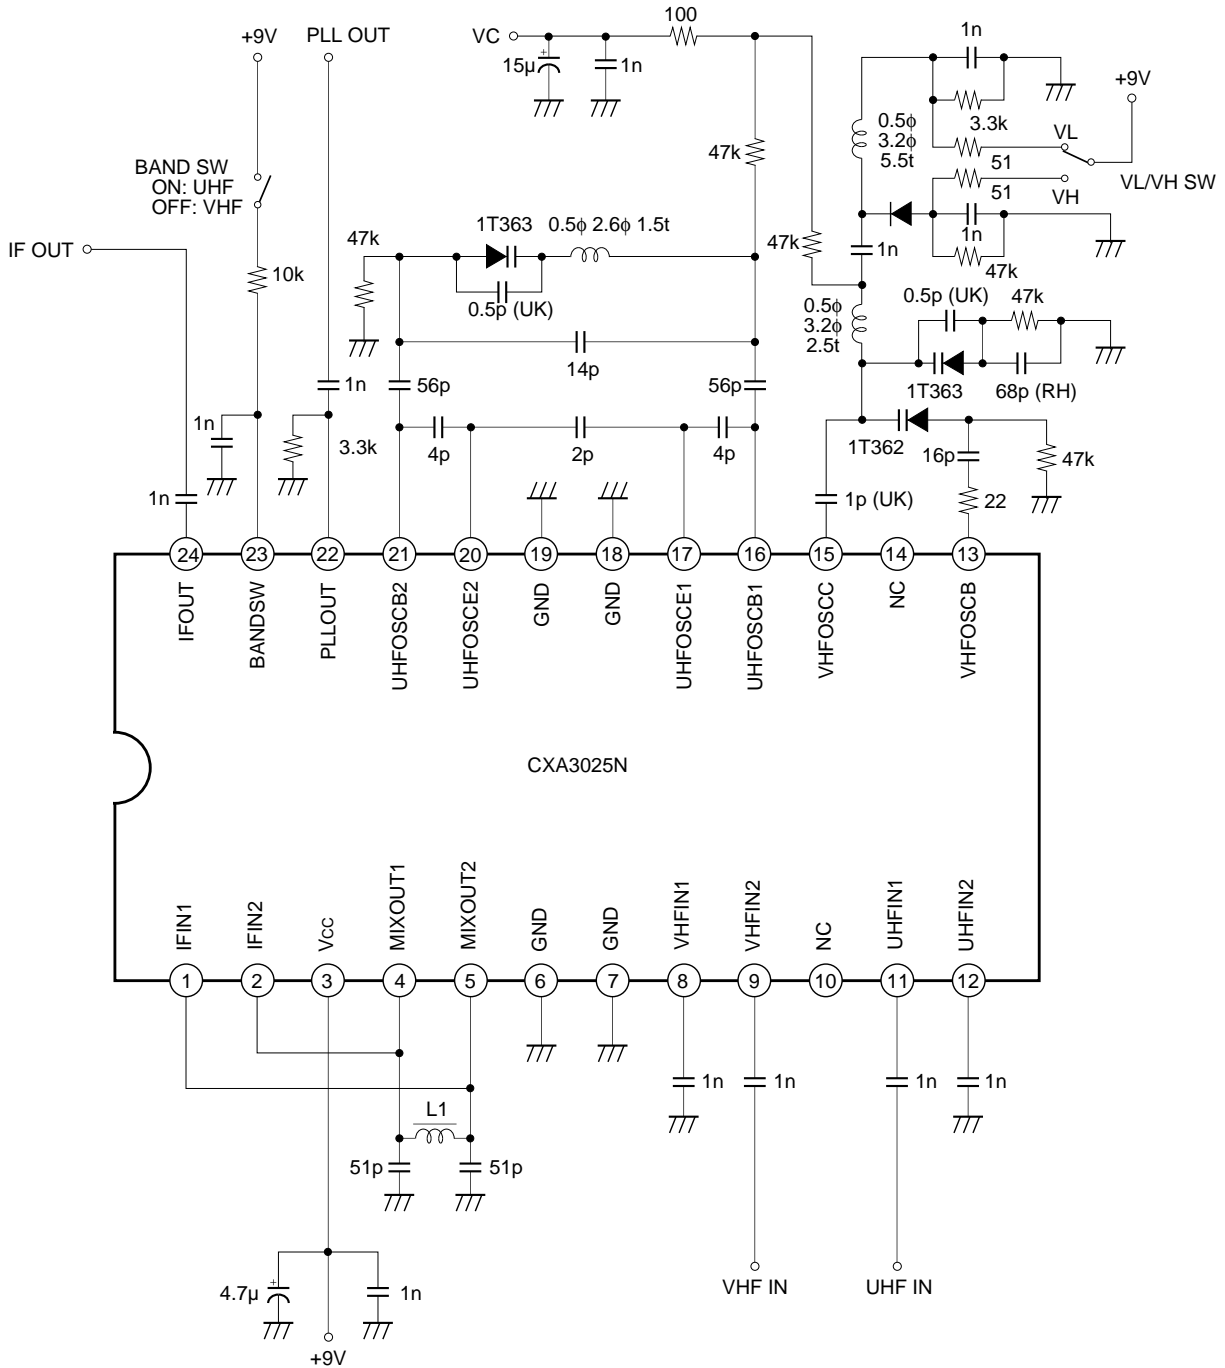 +9V
PLL OUT
VC
100
15µ
+
1n
1n
+9V
0.5ϕ
3.2ϕ
5.5t
3.3k
VL
51
VL/VH SW
51
VH
BAND SW
ON: UHF
OFF: VHF
47k
IF OUT
10k
47k
1T363
0.5ϕ 2.6ϕ 1.5t
0.5p (UK)
47k
1n
1n
47k
0.5ϕ
3.2ϕ
2.5t
0.5p (UK)
47k
1T363
68p (RH)
14p
1n
56p
56p
1n
3.3k
4p
2p
4p
1T362
16p
47k
1n
1p (UK)
22
24
23
22
21
20
19
18
17
16
15
14
13
IFOUT
BANDSW
PLLOUT
UHFOSCB2
UHFOSCE2
GND
GND
UHFOSCE1
UHFOSCB1
VHFOSCC
NC
VHFOSCB
CXA3025N
IFIN1
IFIN2
VCC
MIXOUT1
MIXOUT2
GND
GND
VHFIN1
VHFIN2
NC
UHFIN1
UHFIN2
1
2
3
4
5
6
7
8
9
10
11
12
1n
1n
1n
1n
L1
51p
51p
+
4.7µ
1n
VHF IN
UHF IN
+9V